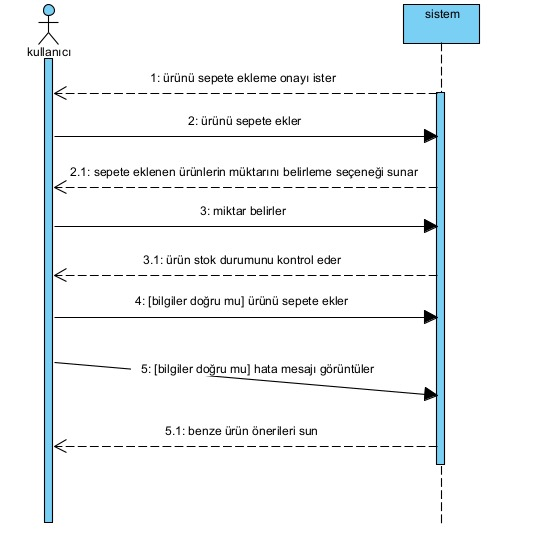 sistem
kullanıcı
1: ürünü sepete ekleme onayı ister
2: ürünü sepete ekler
2.1: sepete eklenen ürünlerin müktarını belirleme seçeneği sunar
3: miktar belirler
3.1: ürün stok durumunu kontrol eder
4: [bilgiler doğru mu] ürünü sepete ekler
5: [bilgiler doğru mu] hata mesajı görüntüler
5.1: benze ürün önerileri sun